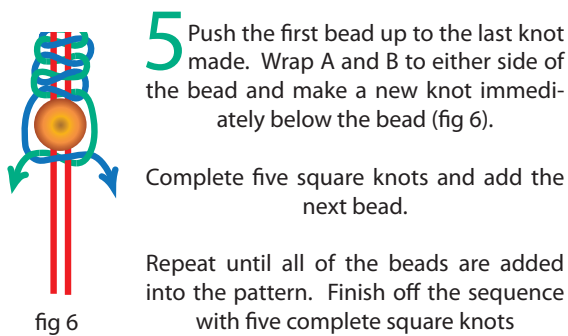 5 Push the first bead up to the last knot
made. Wrap A and B to either side of
the bead and make a new knot immedi-
ately below the bead (fig 6).
Complete five square knots and add the
next bead.
Repeat until all of the beads are added
into the pattern. Finish off the sequence
with five complete square knots
fig 6